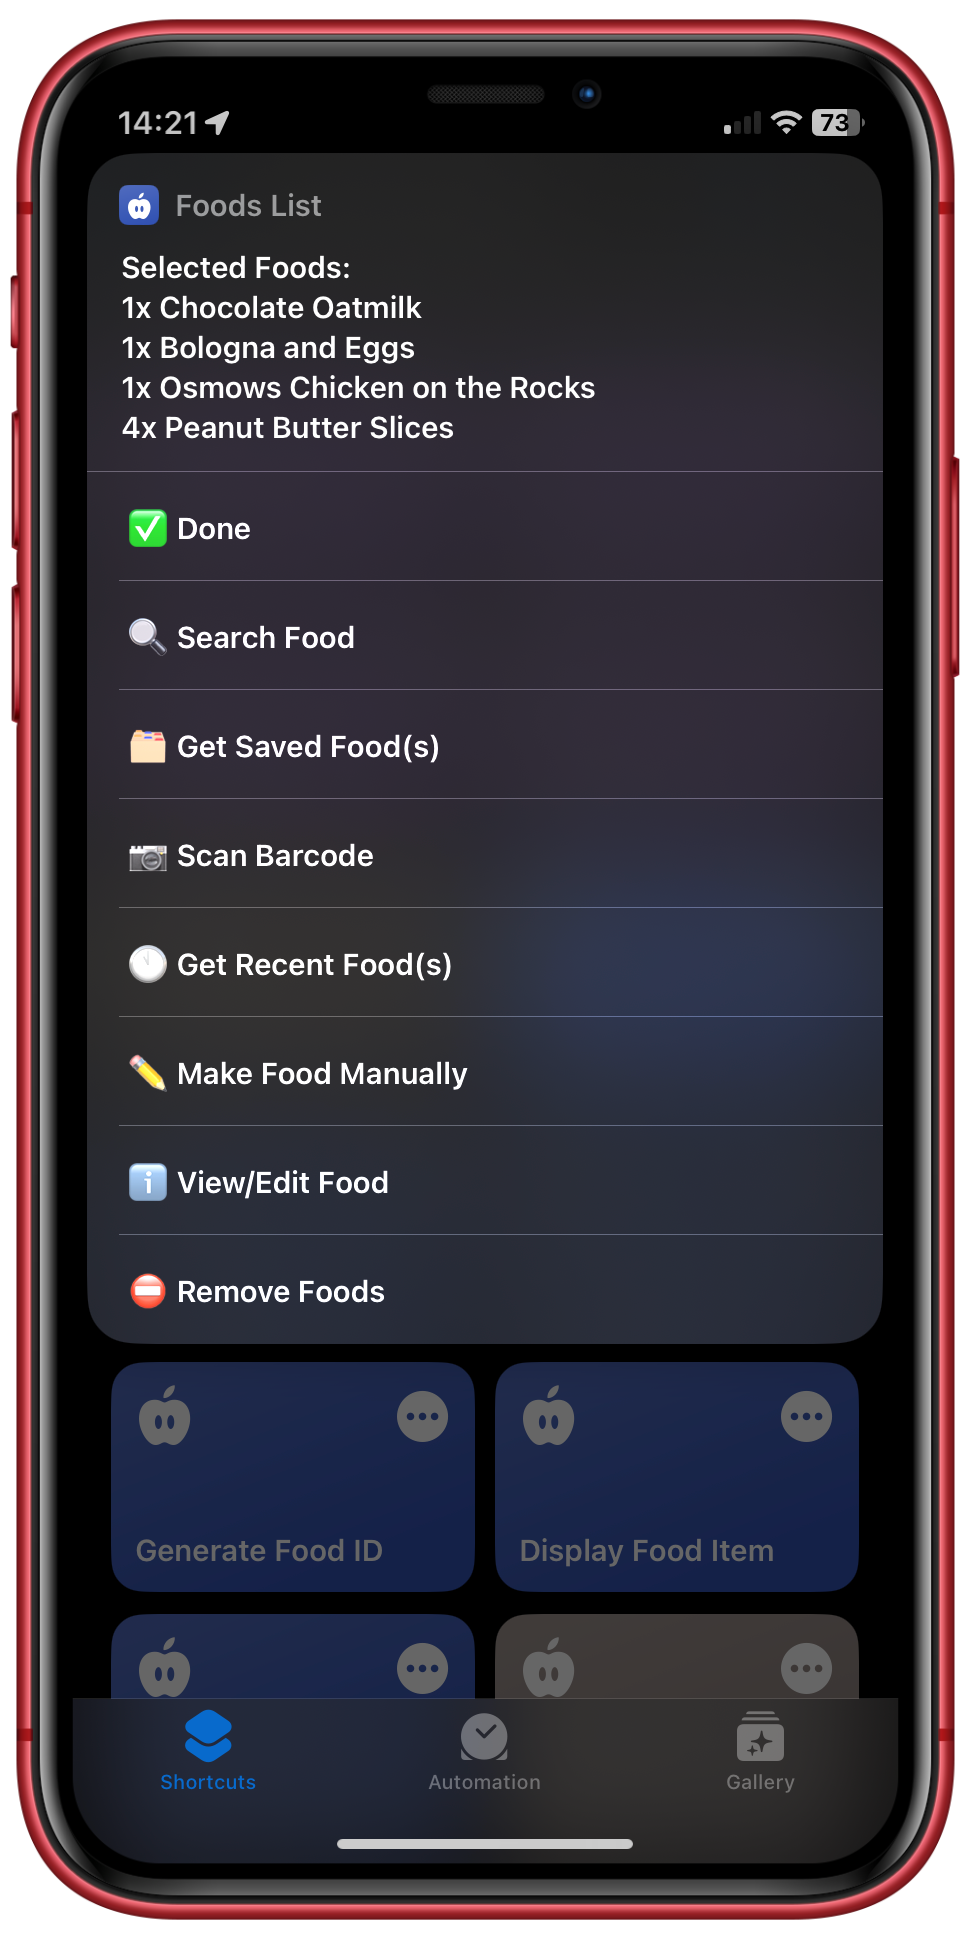 14:21
73
Foods List
Selected Foods:
1x Chocolate Oatmilk
1x Bologna and Eggs
1x Osmows Chicken on the Rocks
4x Peanut Butter Slices
Done
Search Food
Get Saved Food(s)
Scan Barcode
Get Recent Food(s)
Make Food Manually
View/Edit Food
Remove Foods
Generate Food ID
Display Food Item
Shortcuts
Automation
Gallery